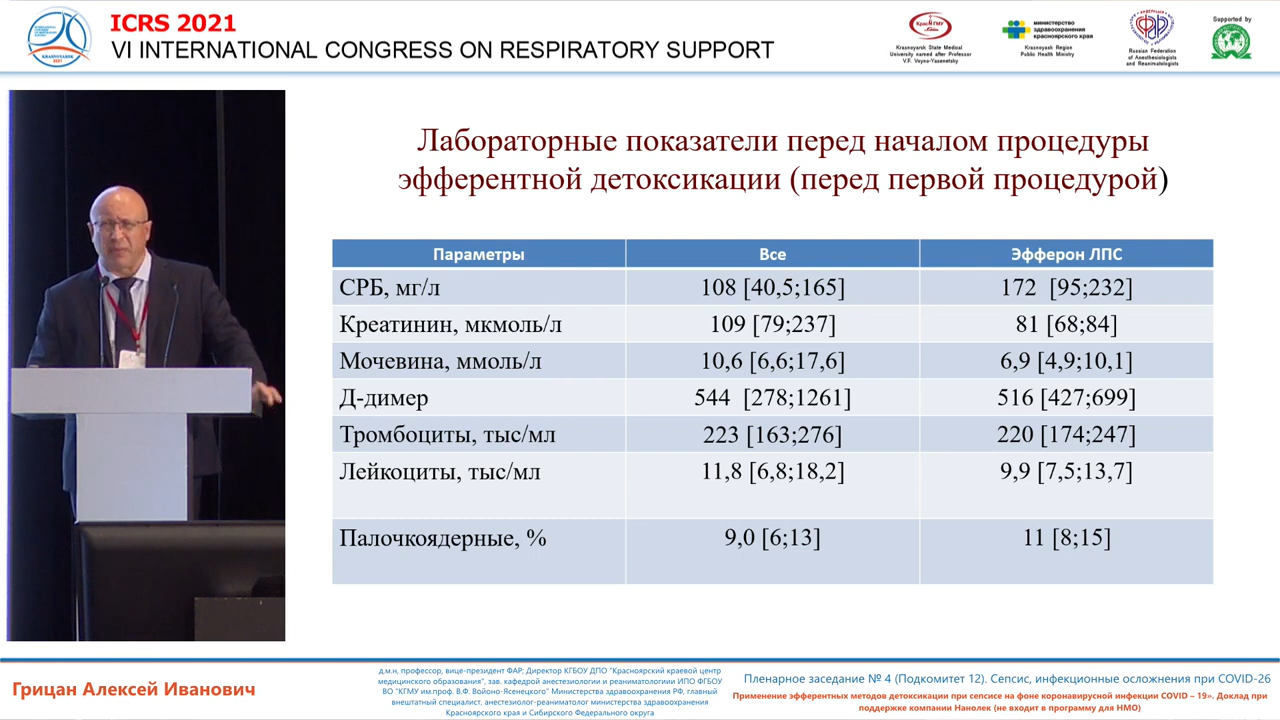 ICRS 2021
VI INTERNATIONAL CONGRESS ON RESPIRATORY SUPPORT
KRASNOYARSK
2021
КрасГМУ
Krasnoyarsk State Medical
University named after Professor
V.F. Voyno-Yasenetsky
министерство
здравоохранения
красноярского края
Krasnoyarsk Region
Public Health Ministry
Russian Federation
of Anesthesiologists
and Reanimatologists
Supported by
Лабораторные показатели перед началом процедуры
эфферентной детоксикации (перед первой процедурой)
Параметры Все Эфферон ЛПС
СРБ, мг/л 108 [40,5;165] 172 [95;232]
Креатинин, мкмоль/л 109 [79;237] 81 [68;84]
Мочевина, ммоль/л 10,6 [6,6;17,6] 6,9 [4,9;10,1]
Д-димер 544 [278;1261] 516 [427;699]
Тромбоциты, тыс/мл 223 [163;276] 220 [174;247]
Лейкоциты, тыс/мл 11,8 [6,8;18,2] 9,9 [7,5;13,7]
Палочкоядерные, % 9,0 [6;13] 11 [8;15]
Грицан Алексей Иванович
д.м.н, профессор, вице-президент ФАР; Директор КГБОУ ДПО "Красноярский краевой центр
медицинского образования", зав. кафедрой анестезиологии и реаниматологиии ИПО ФГБОУ
ВО "КГМУ им.проф. В.Ф. Войоно-Ясенецкого" Министерства здравоохранения РФ, главный
внештатный специалист, анестезиолог-реаниматолог министерства здравоохранения
Красноярского края и Сибирского Федерального округа
Пленарное заседание № 4 (Подкомитет 12). Сепсис, инфекционные осложнения при COVID-26
Применение эфферентных методов детоксикации при сепсисе на фоне коронавирусной инфекции COVID – 19». Доклад при
поддержке компании Нанолек (не входит в программу для НМО)